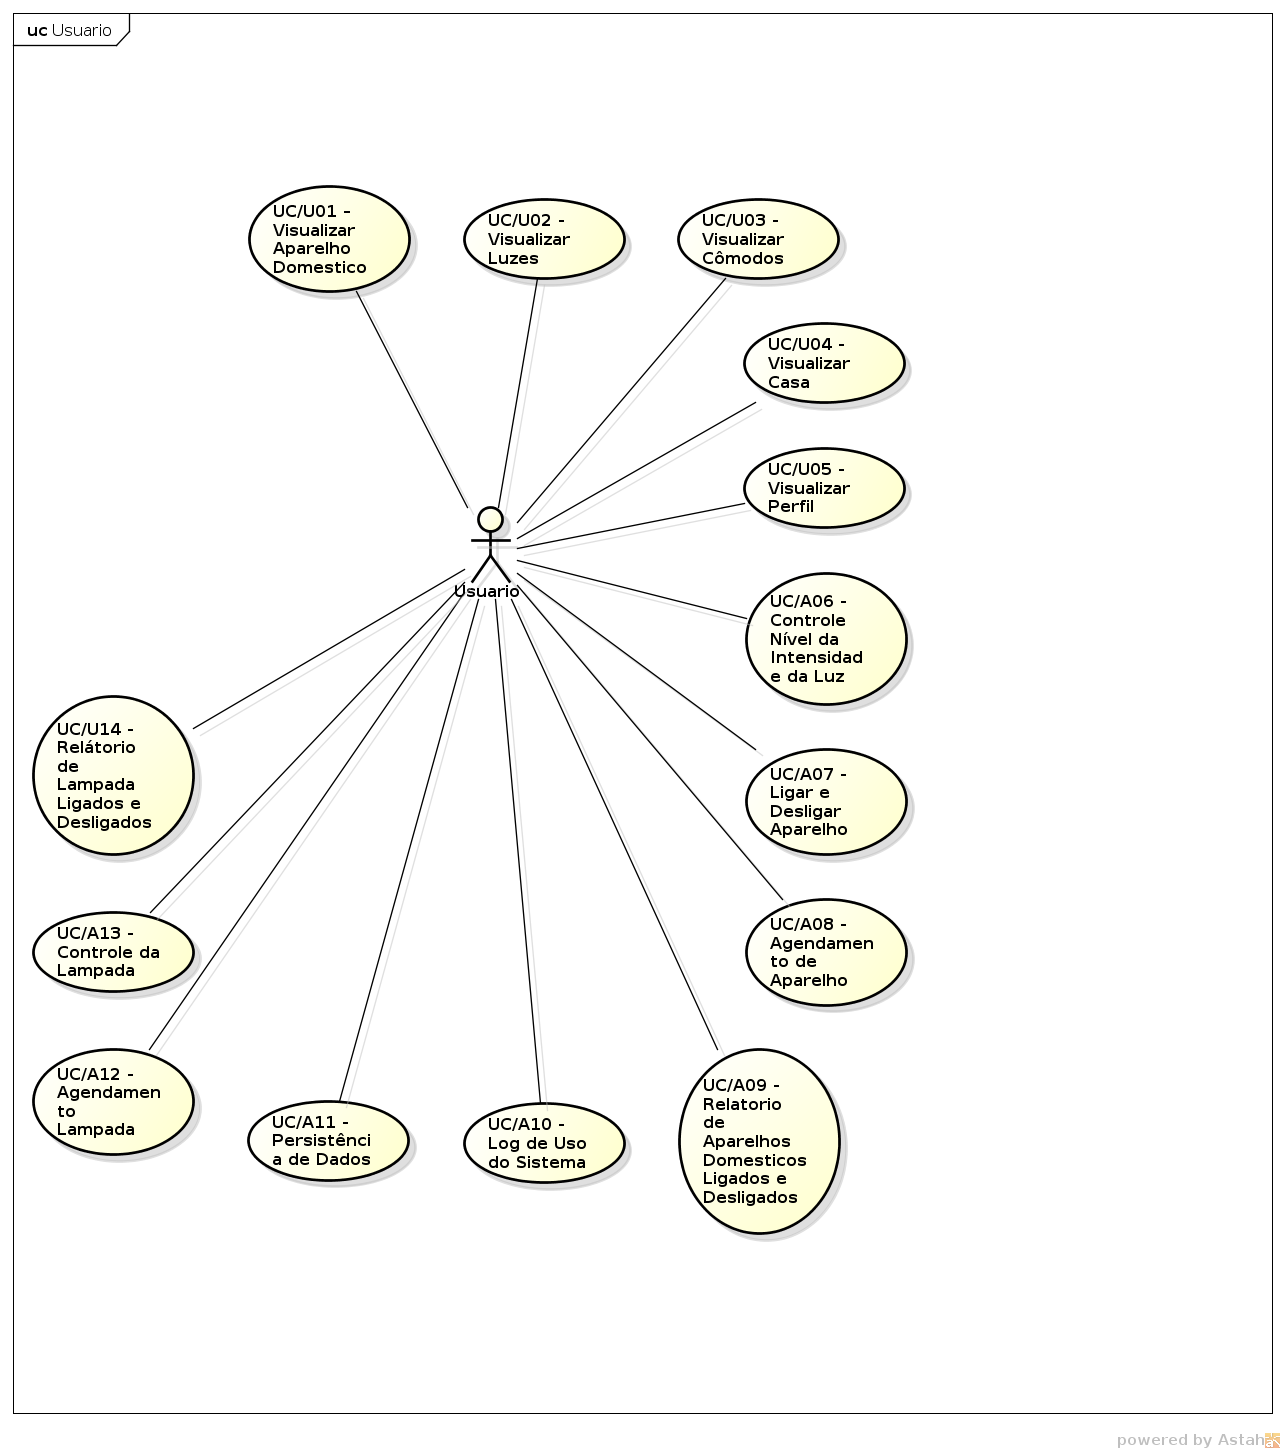 uc Usuario
UC/U01 -
Visualizar
Aparelho
Domestico
UC/U02 -
Visualizar
Luzes
UC/U03 -
Visualizar
Cômodos
UC/U04 -
Visualizar
Casa
UC/U05 -
Visualizar
Perfil
Usuario
UC/A06 -
Controle
Nível da
Intensidad
e da Luz
UC/U14 -
Relátorio
de
Lampada
Ligados e
Desligados
UC/A07 -
Ligar e
Desligar
Aparelho
UC/A13 -
Controle da
Lampada
UC/A08 -
Agendamen
to de
Aparelho
UC/A12 -
Agendamen
to
Lampada
UC/A11 -
Persistênci
a de Dados
UC/A10 -
Log de Uso
do Sistema
UC/A09 -
Relatorio
de
Aparelhos
Domesticos
Ligados e
Desligados
powered by Astah